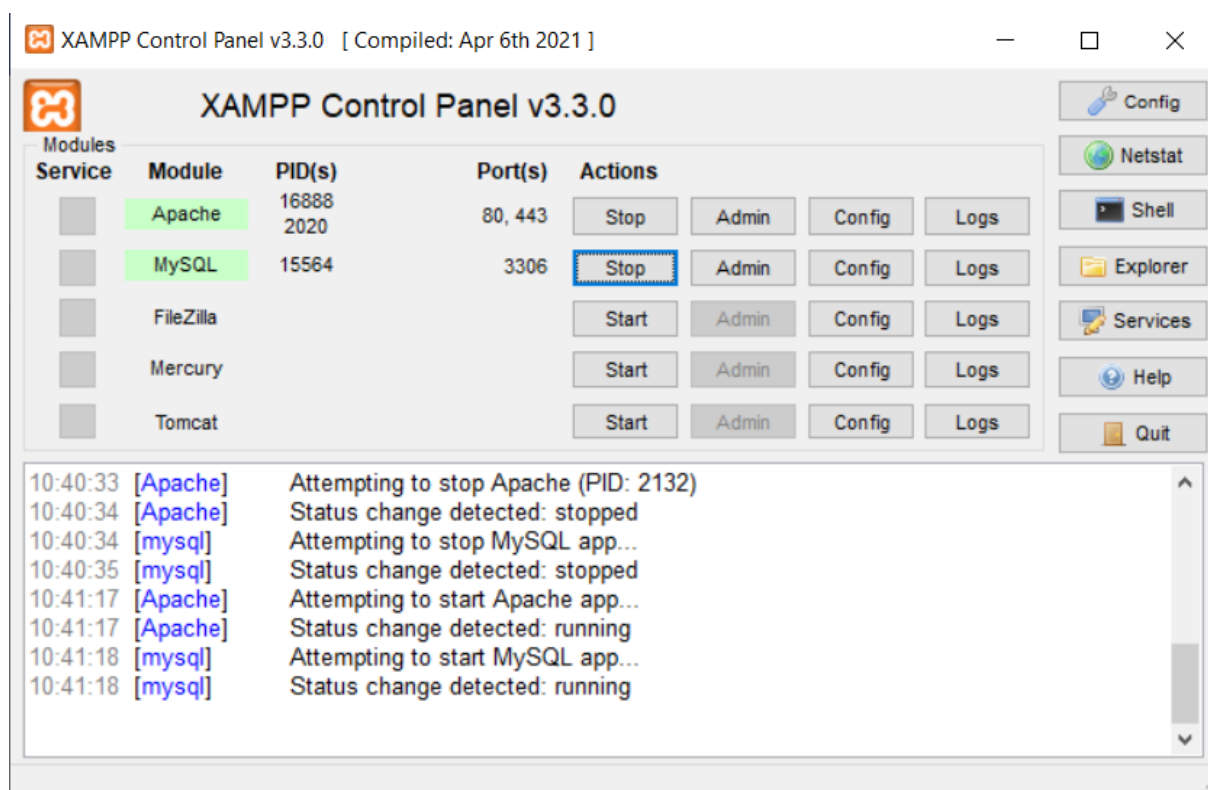 XAMPP Control Panel v3.3.0 [ Compiled: Apr 6th 2021 ]
XAMPP Control Panel v3.3.0
Config
Modules
Netstat
Service Module PID(s) Port(s) Actions
Apache 16888 2020 80, 443 Stop Admin Config Logs
Shell
MySQL 15564 3306 Stop Admin Config Logs
Explorer
FileZilla Start Admin Config Logs
Services
Mercury Start Admin Config Logs
Help
Tomcat Start Admin Config Logs
Quit
10:40:33 [Apache] Attempting to stop Apache (PID: 2132)
10:40:34 [Apache] Status change detected: stopped
10:40:34 [mysql] Attempting to stop MySQL app...
10:40:35 [mysql] Status change detected: stopped
10:41:17 [Apache] Attempting to start Apache app...
10:41:17 [Apache] Status change detected: running
10:41:18 [mysql] Attempting to start MySQL app...
10:41:18 [mysql] Status change detected: running